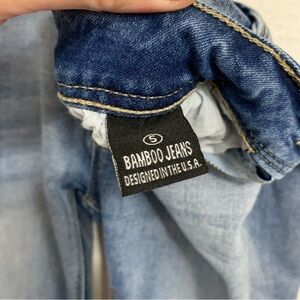 5
BAMBOO JEANS
DESIGNED IN THE U.S.A.